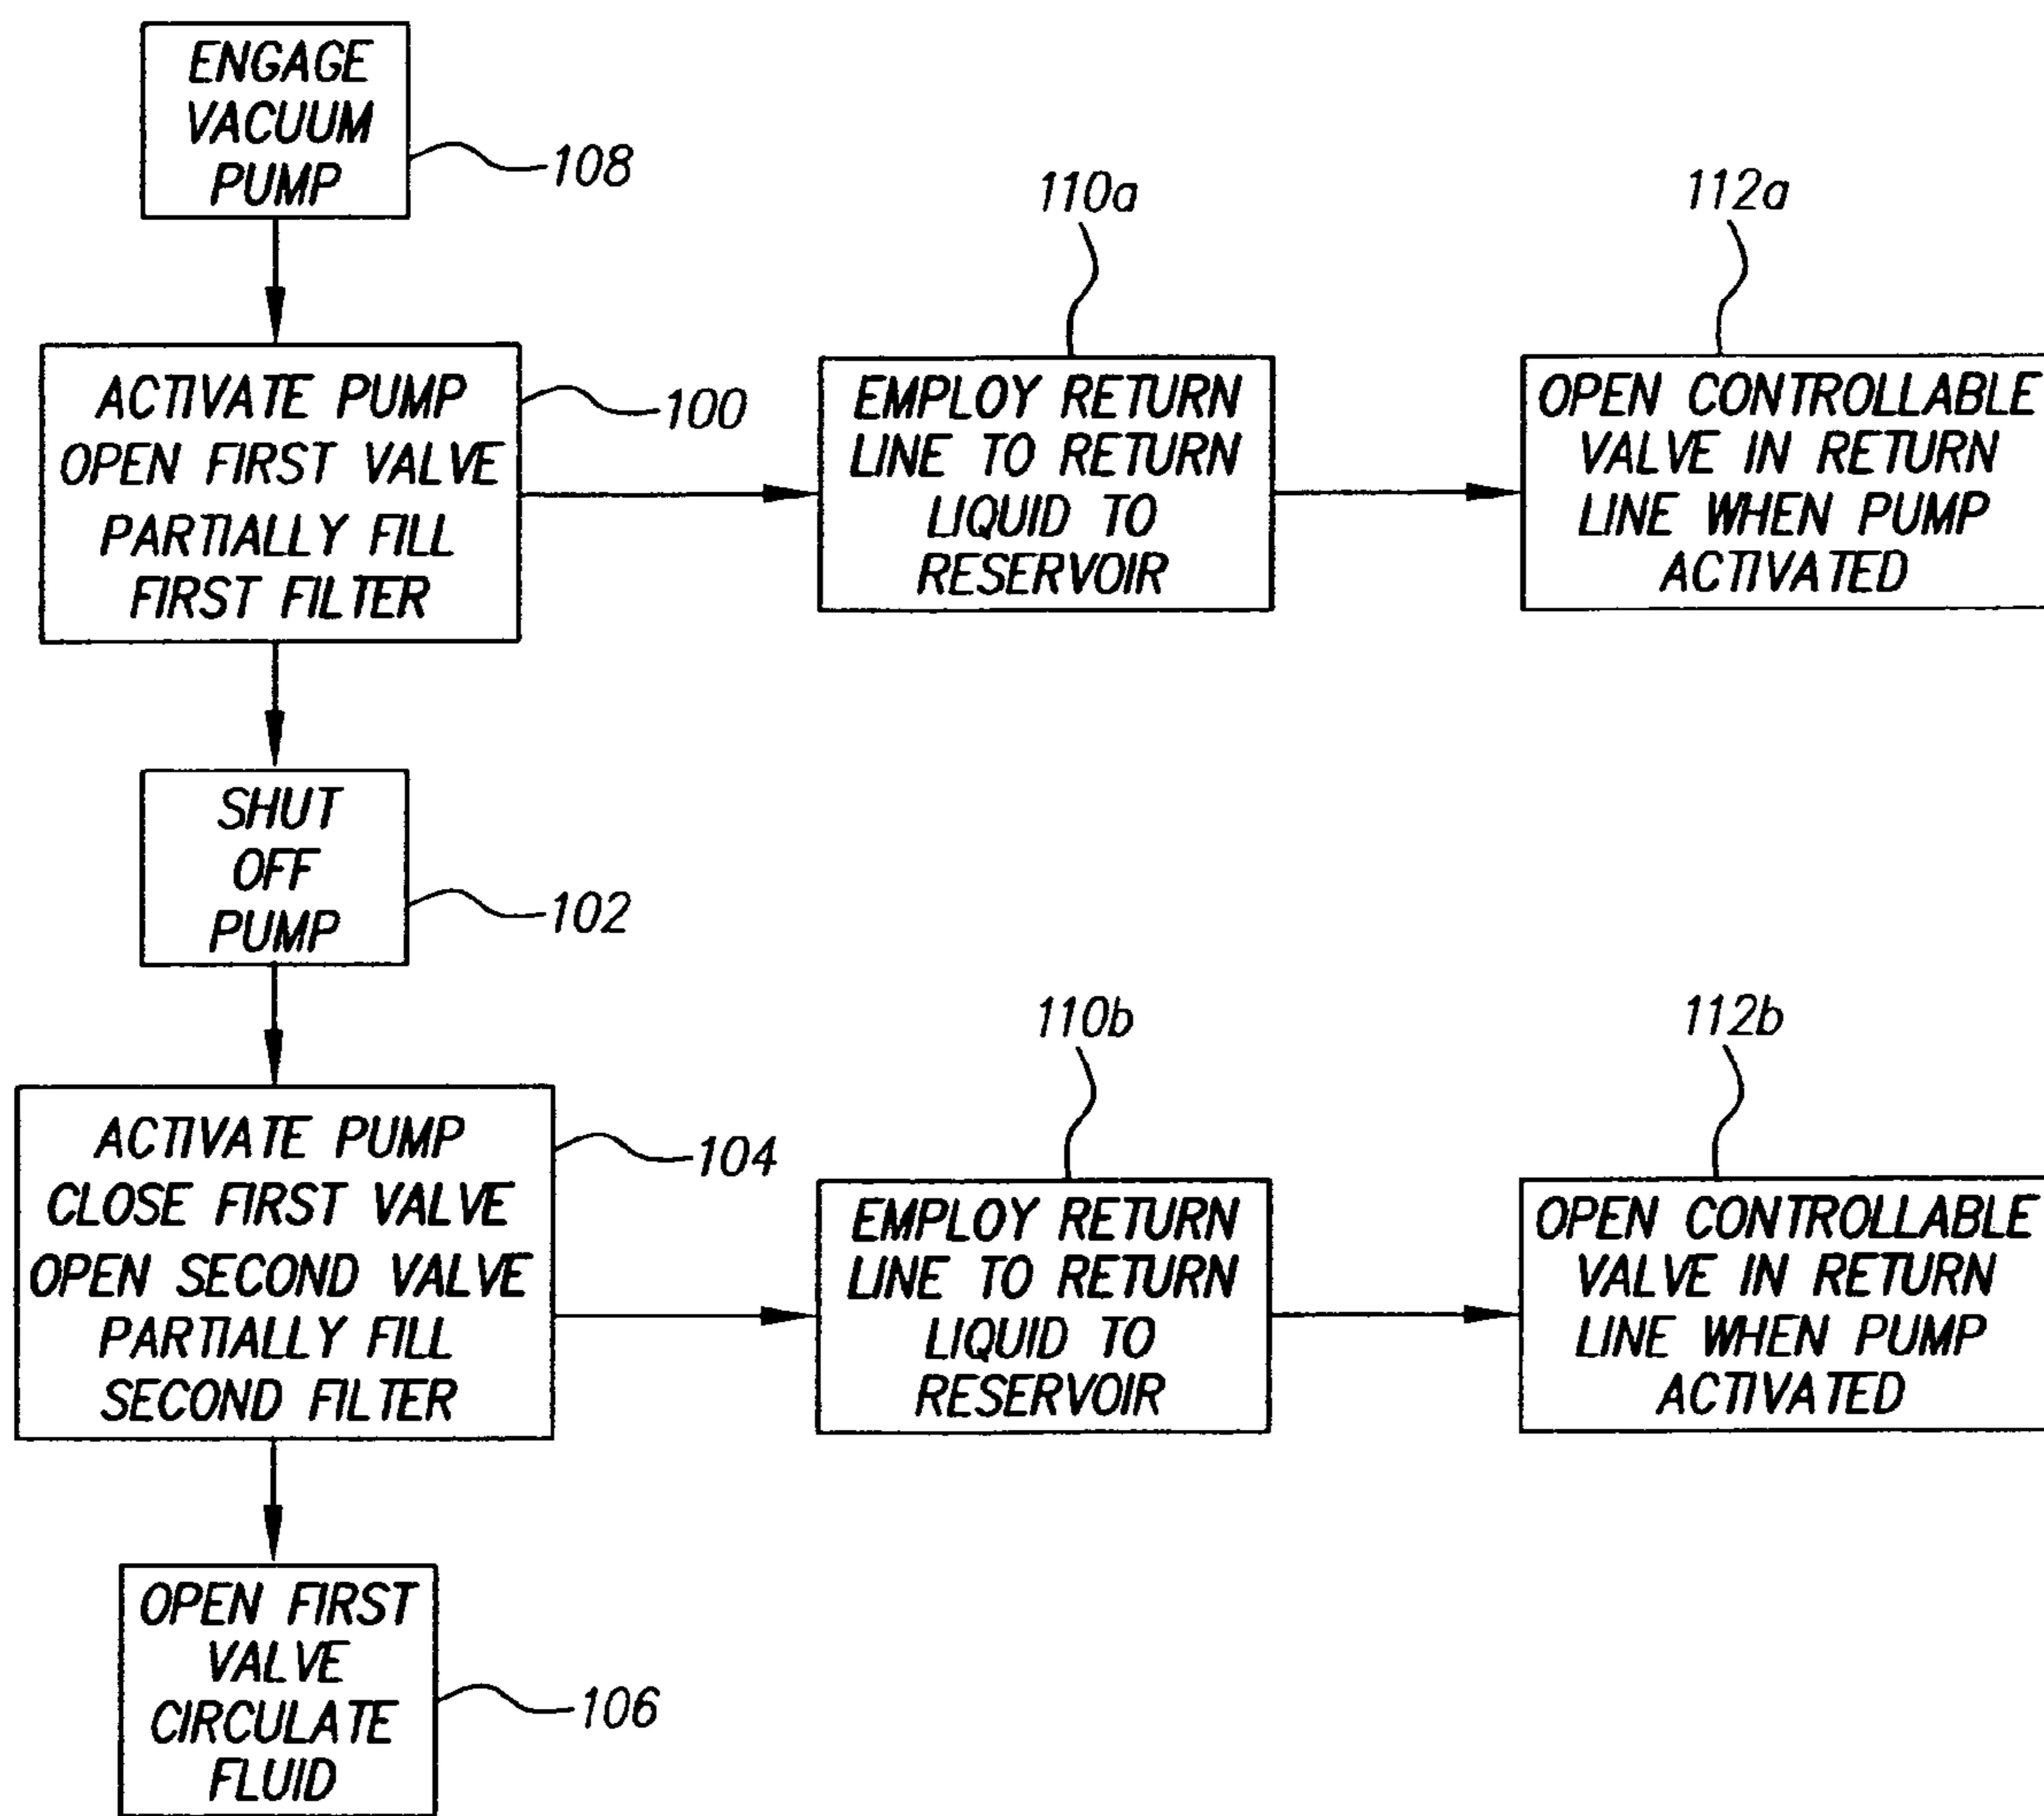 ENGAGE
VACUUM
PUMP
108
ACTIVATE PUMP
OPEN FIRST VALVE
PARTIALLY FILL
FIRST FILTER
100
110a
EMPLOY RETURN
LINE TO RETURN
LIQUID TO
RESERVOIR
112a
OPEN CONTROLLABLE
VALVE IN RETURN
LINE WHEN PUMP
ACTIVATED
SHUT
OFF
PUMP
102
ACTIVATE PUMP
CLOSE FIRST VALVE
OPEN SECOND VALVE
PARTIALLY FILL
SECOND FILTER
104
110b
EMPLOY RETURN
LINE TO RETURN
LIQUID TO
RESERVOIR
112b
OPEN CONTROLLABLE
VALVE IN RETURN
LINE WHEN PUMP
ACTIVATED
OPEN FIRST
VALVE
CIRCULATE
FLUID
106